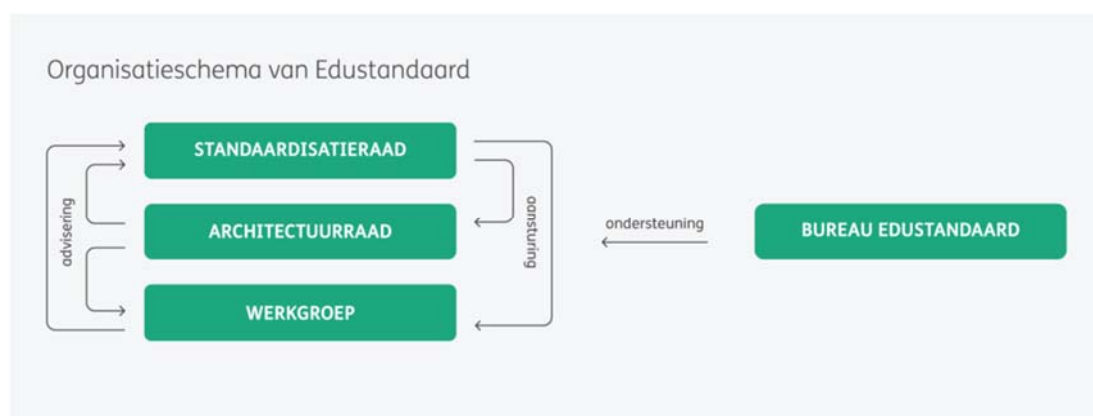 Organisatieschema van Edustandaard
STANDAARDISATIERAAD
advisering
ARCHITECTUURRAAD
aansturing
ondersteuning
BUREAU EDUSTANDAARD
WERKGROEP